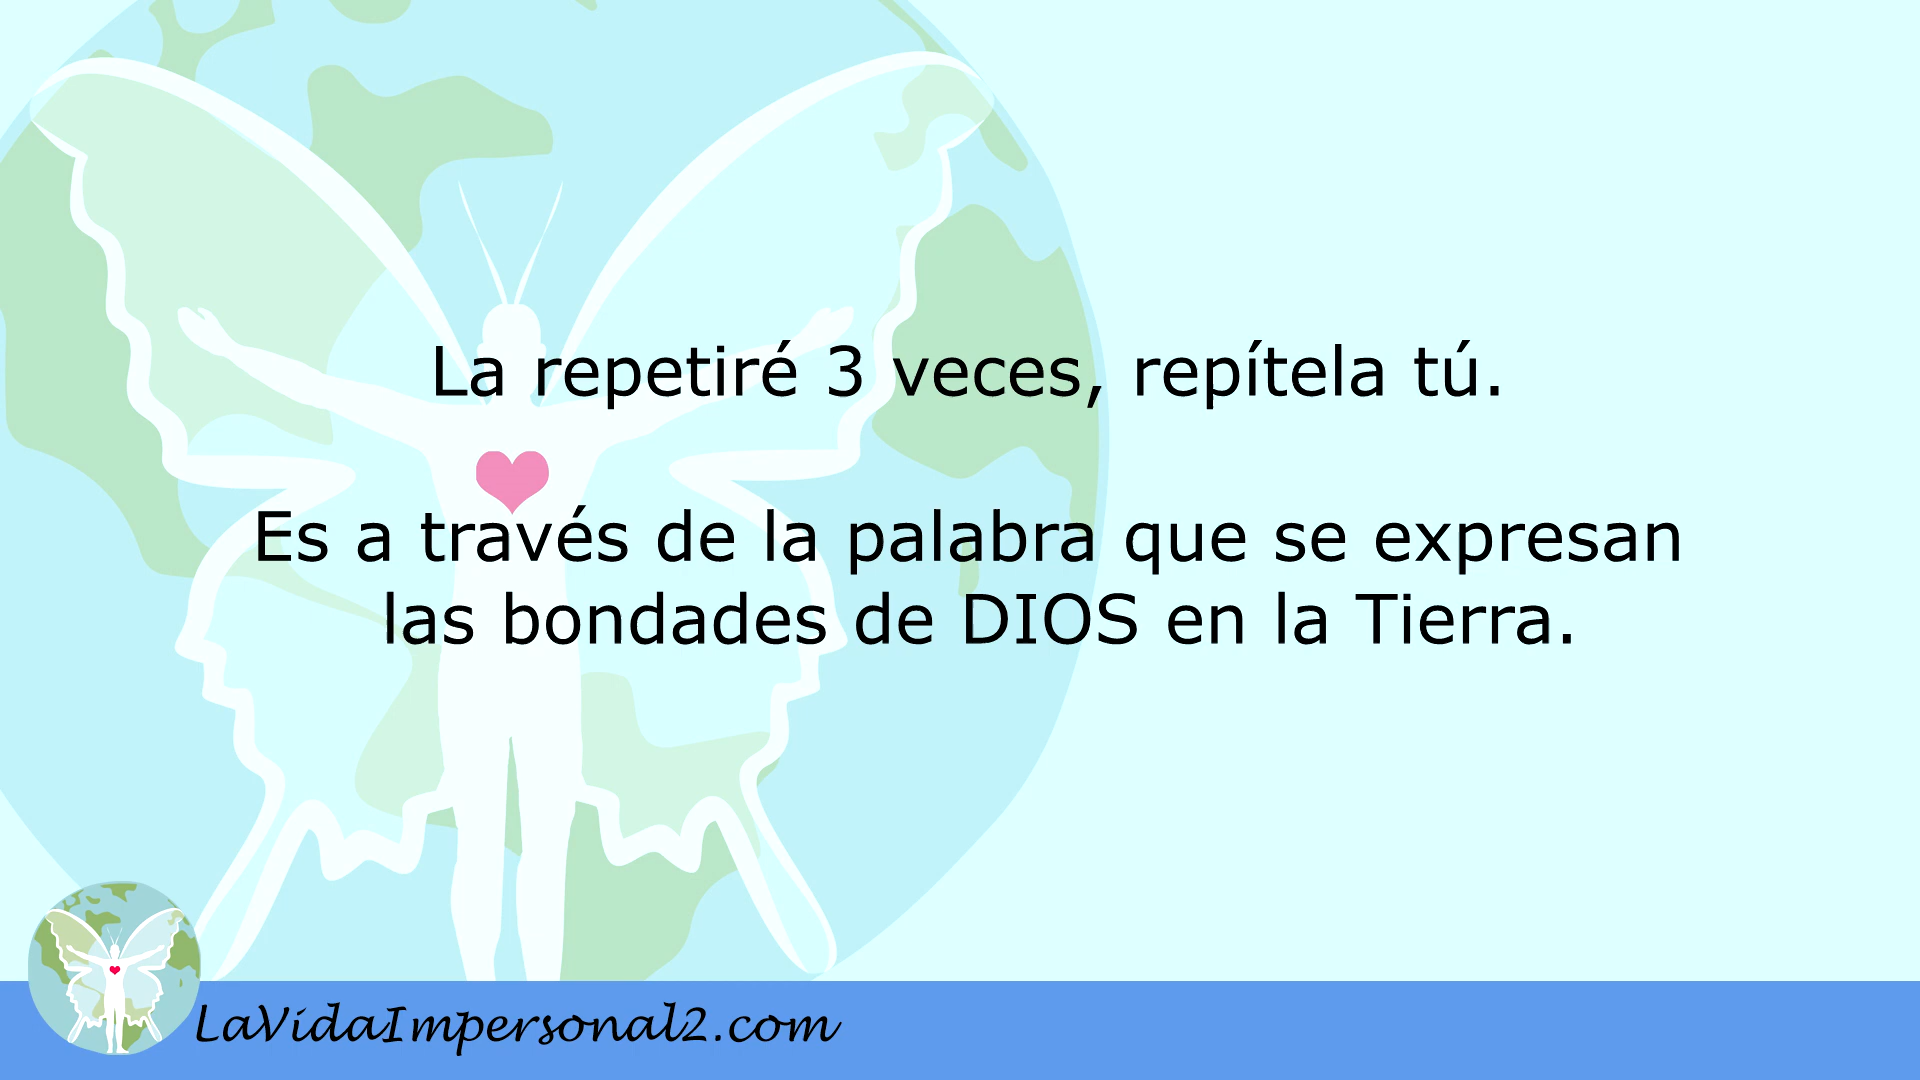 La repetiré 3 veces, repítela tú.
Es a través de la palabra que se expresan
las bondades de DIOS en la Tierra.
LaVidaImpersonal2.com